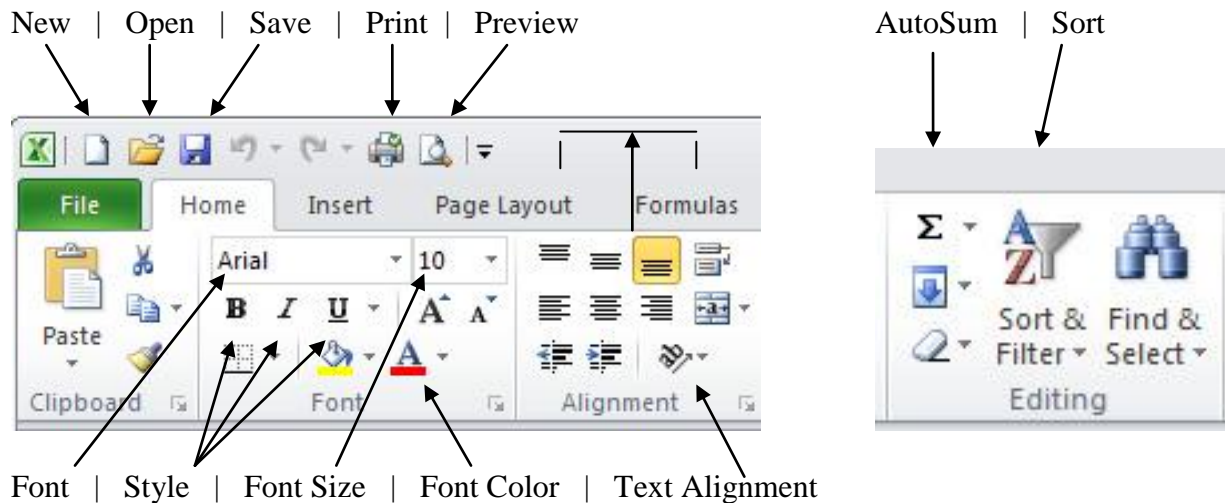 New | Open | Save | Print | Preview
AutoSum | Sort
File Home Insert Page Layout Formulas
Arial 10
Σ
B I U A A
A
Z
Paste
a
Sort & Filter
Find & Select
A
ab
Clipboard Font Alignment
Editing
Font | Style | Font Size | Font Color | Text Alignment